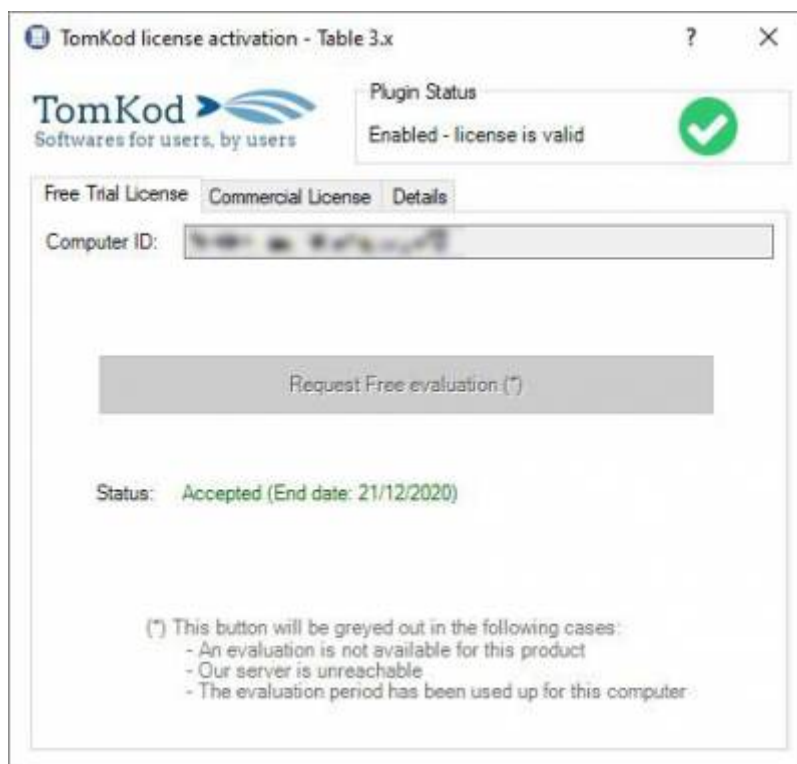 TomKod license activation - Table 3.x
?
TomKod
Softwares for users, by users
Plugin Status
Enabled - license is valid
Free Trial License
Commercial License
Details
Computer ID:
Request Free evaluation (*)
Status: Accepted (End date: 21/12/2020)
(*) This button will be greyed out in the following cases:
- An evaluation is not available for this product
- Our server is unreachable
- The evaluation period has been used up for this computer